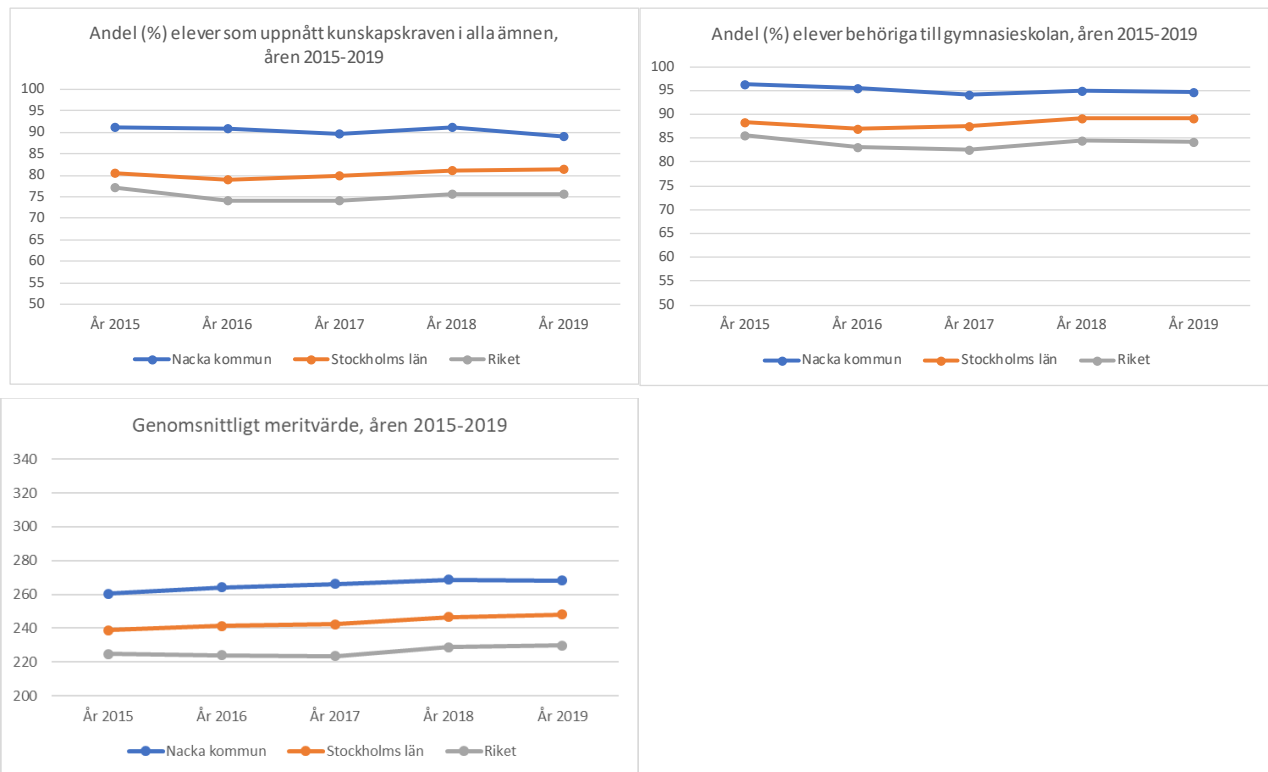 Andel (%) elever som uppnått kunskapskraven i alla ämnen,
åren 2015-2019
100
95
90
85
80
75
70
65
60
55
50
År 2015
År 2016
År 2017
År 2018
År 2019
Nacka kommun
Stockholms län
Riket
Andel (%) elever behöriga till gymnasieskolan, åren 2015-2019
100
95
90
85
80
75
70
65
60
55
50
År 2015
År 2016
År 2017
År 2018
År 2019
Nacka kommun
Stockholms län
Riket
Genomsnittligt meritvärde, åren 2015-2019
340
320
300
280
260
240
220
200
År 2015
År 2016
År 2017
År 2018
År 2019
Nacka kommun
Stockholms län
Riket